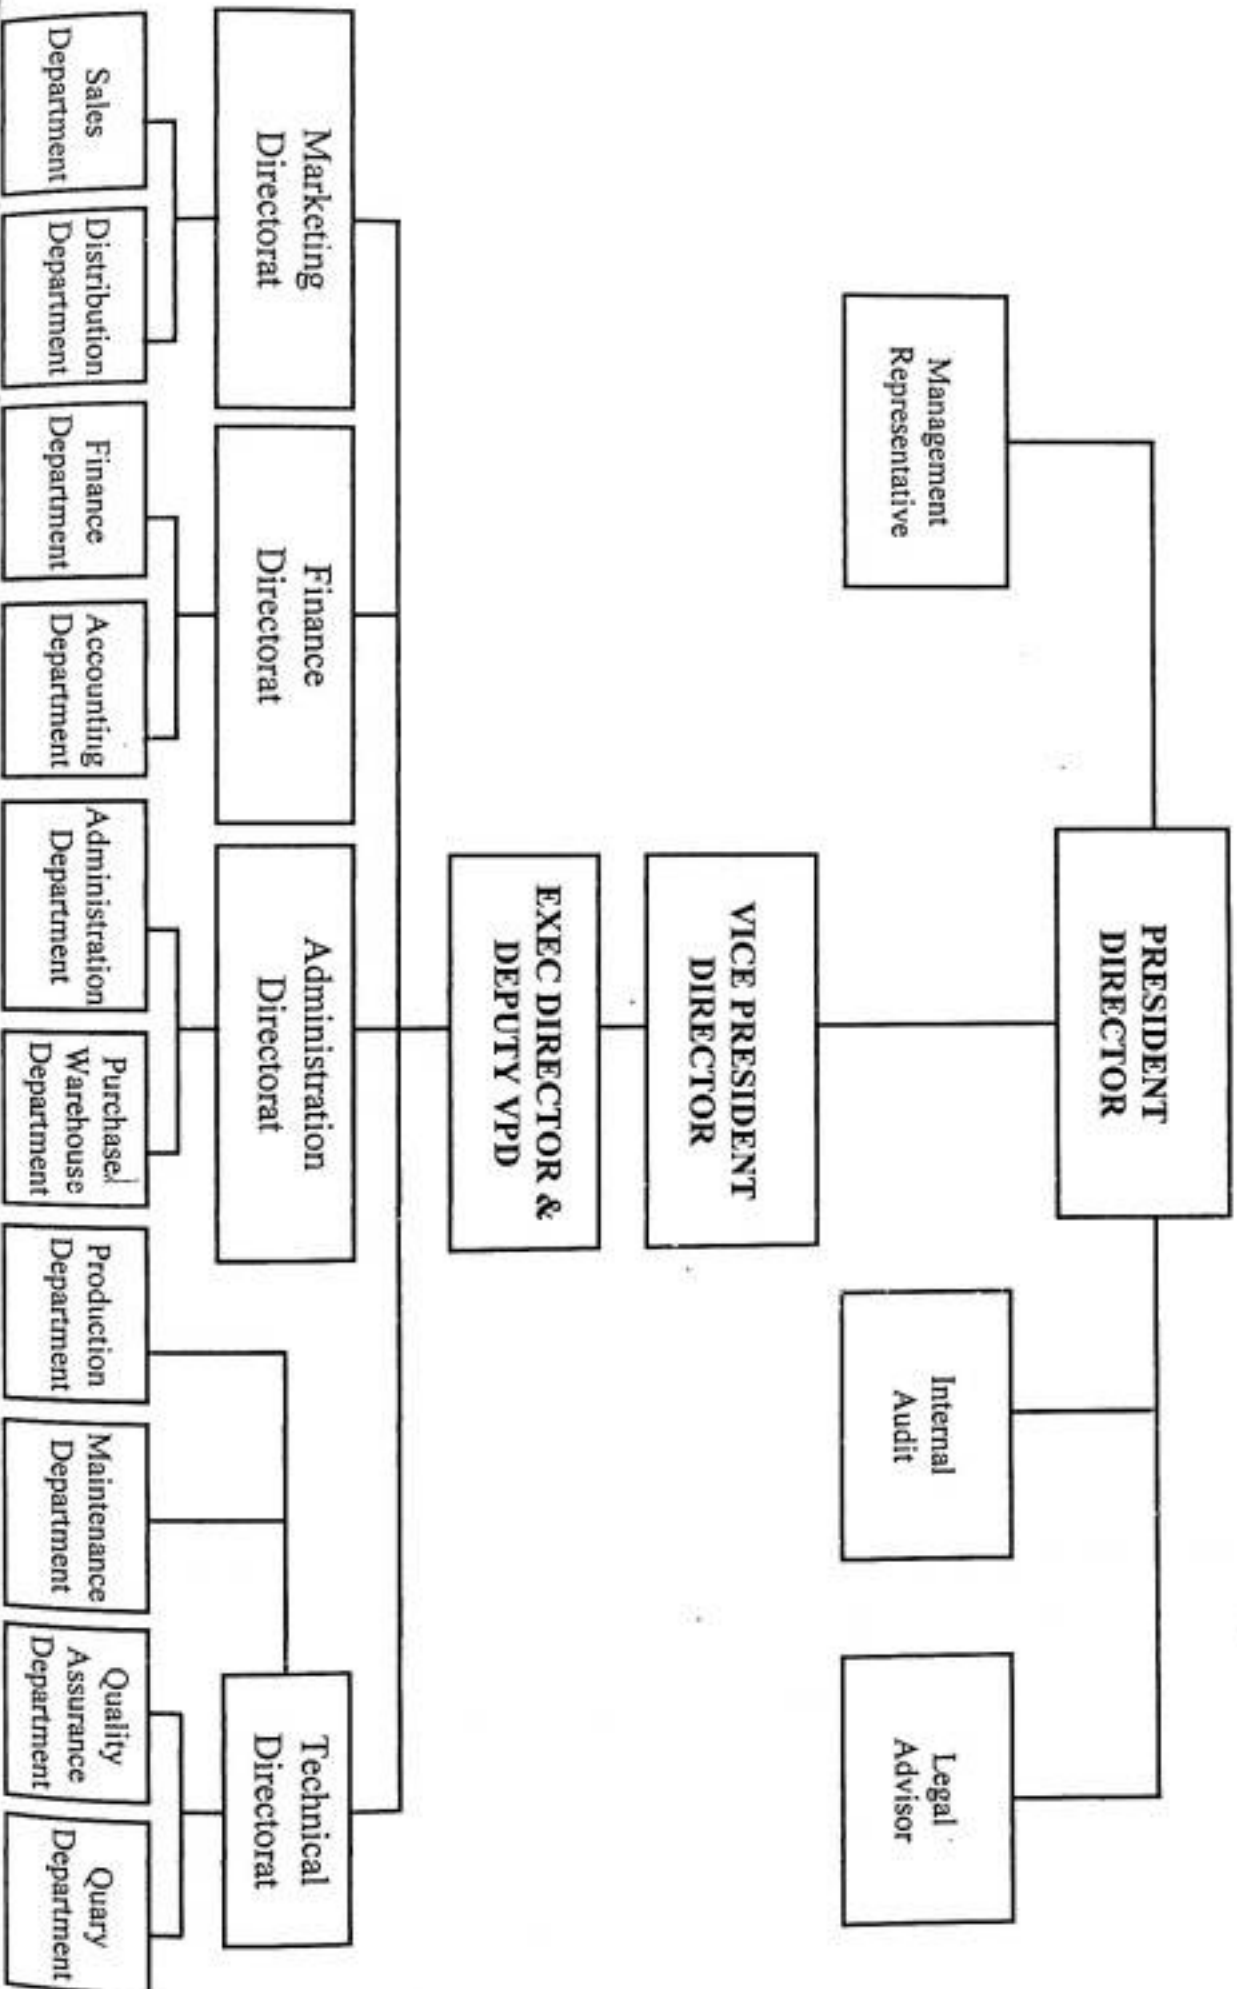 PRESIDENT
DIRECTOR
Management
Representative
Internal
Audit
Legal
Advisor
VICE PRESIDENT
DIRECTOR
EXEC DIRECTOR &
DEPUTY VPD
Marketing
Directorat
Finance
Directorat
Administration
Directorat
Technical
Directorat
Sales
Department
Distribution
Department
Finance
Department
Accounting
Department
Administration
Department
Purchase/
Warehouse
Department
Production
Department
Maintenance
Department
Quality
Assurance
Department
Quary
Department